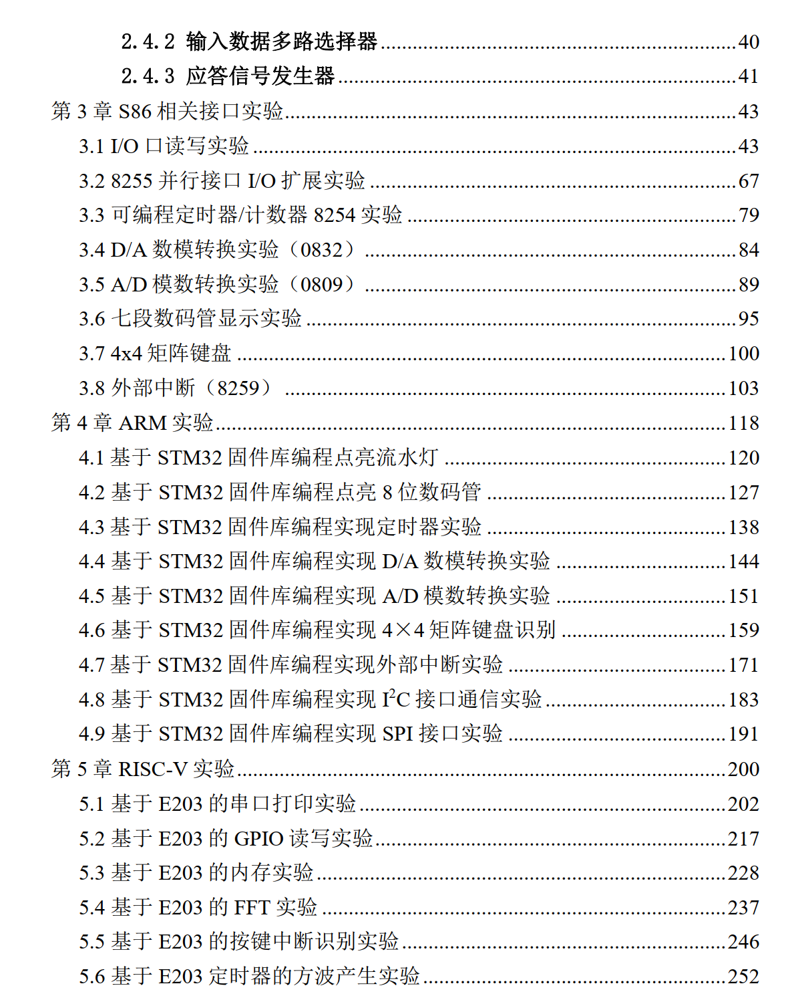 2.4.2 输入数据多路选择器........40
2.4.3 应答信号发生器........41
第 3 章 S86 相关接口实验........43
3.1 I/O 口读写实验........43
3.2 8255 并行接口 I/O 扩展实验........67
3.3 可编程定时器/计数器 8254 实验........79
3.4 D/A 数模转换实验（0832）........84
3.5 A/D 模数转换实验（0809）........89
3.6 七段数码管显示实验........95
3.7 4x4 矩阵键盘........100
3.8 外部中断（8259）........103
第 4 章 ARM 实验........118
4.1 基于 STM32 固件库编程点亮流水灯........120
4.2 基于 STM32 固件库编程点亮 8 位数码管........127
4.3 基于 STM32 固件库编程实现定时器实验........138
4.4 基于 STM32 固件库编程实现 D/A 数模转换实验........144
4.5 基于 STM32 固件库编程实现 A/D 模数转换实验........151
4.6 基于 STM32 固件库编程实现 4×4 矩阵键盘识别........159
4.7 基于 STM32 固件库编程实现外部中断实验........171
4.8 基于 STM32 固件库编程实现 I²C 接口通信实验........183
4.9 基于 STM32 固件库编程实现 SPI 接口实验........191
第 5 章 RISC-V 实验........200
5.1 基于 E203 的串口打印实验........202
5.2 基于 E203 的 GPIO 读写实验........217
5.3 基于 E203 的内存实验........228
5.4 基于 E203 的 FFT 实验........237
5.5 基于 E203 的按键中断识别实验........246
5.6 基于 E203 定时器的方波产生实验........252